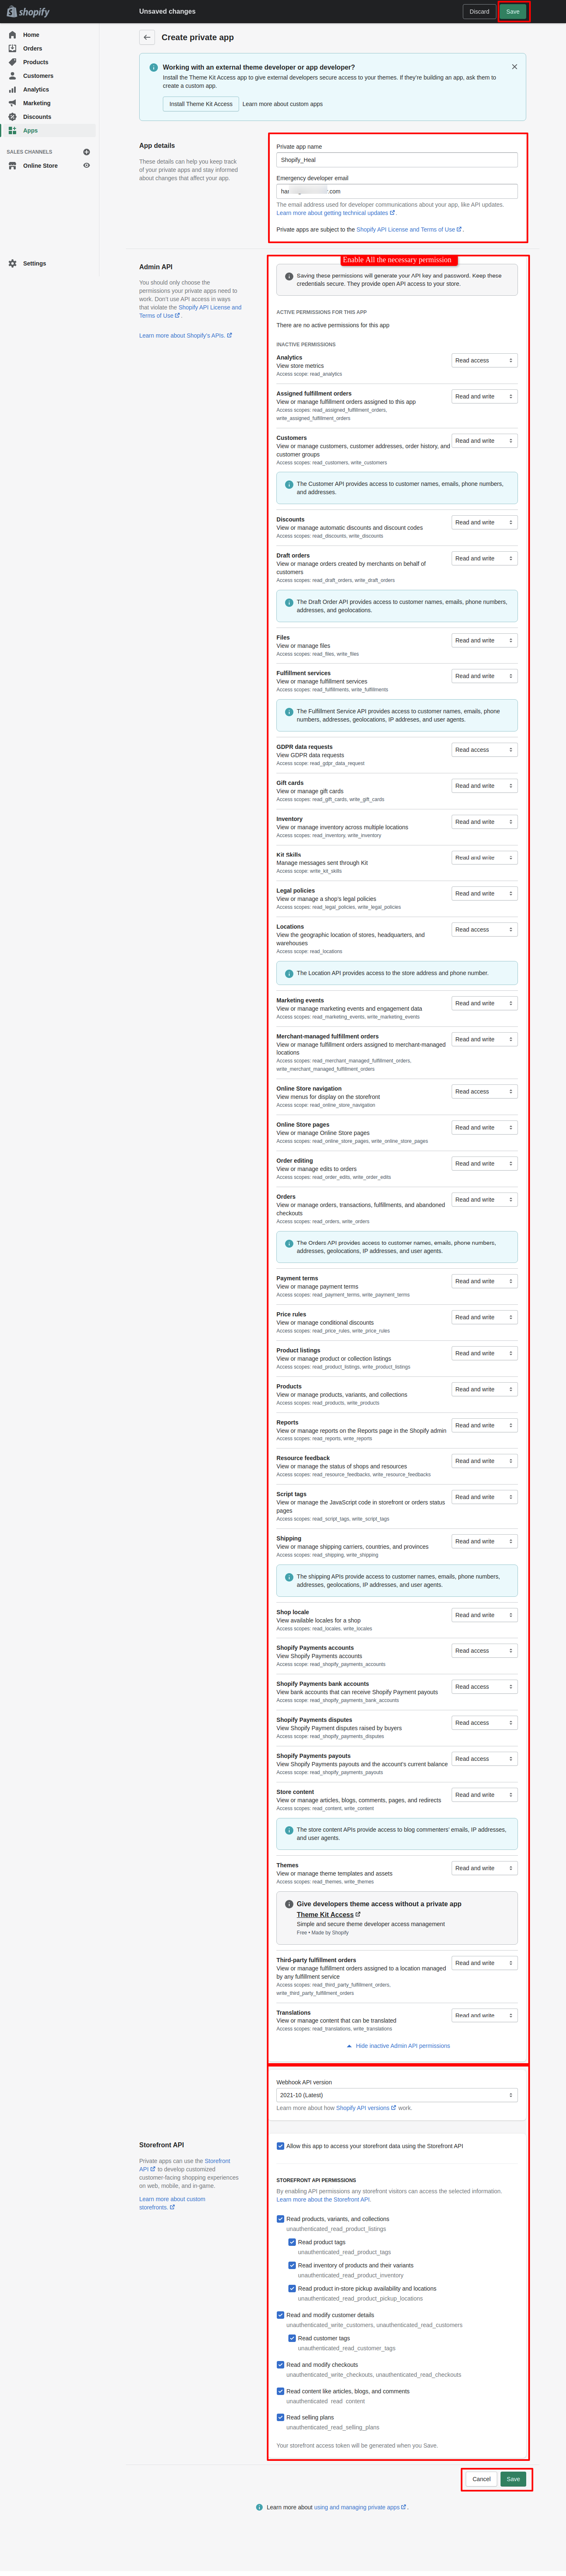 shopify
Unsaved changes
Discard
Save
Home
Orders
Products
Customers
Analytics
Marketing
Discounts
Apps
SALES CHANNELS
Online Store
Settings
Create private app
Working with an external theme developer or app developer?
Install the Theme Kit Access app to give external developers secure access to your themes. If they're building an app, ask them to
create a custom app.
Install Theme Kit Access
Learn more about custom apps
App details
These details can help you keep track
of your private apps and stay informed
about changes that affect your app.
Private app name
Shopify_Heal
Emergency developer email
har
.com
The email address used for developer communications about your app, like API updates.
Learn more about getting technical updates.
Private apps are subject to the Shopify API License and Terms of Use.
Admin API
You should only choose the
permissions your private apps need to
work. Don't use API access in ways
that violate the Shopify API License and
Terms of Use.
Learn more about Shopify's APIs.
Enable All the necessary permission
Saving these permissions will generate your API key and password. Keep these
credentials secure. They provide open API access to your store.
ACTIVE PERMISSIONS FOR THIS APP
There are no active permissions for this app
INACTIVE PERMISSIONS
Analytics
View store metrics
Access scope: read_analytics
Read access
Assigned fulfillment orders
View or manage fulfillment orders assigned to this app
Access scopes: read_assigned_fulfillment_orders,
write_assigned_fulfillment_orders
Read and write
Customers
View or manage customers, customer addresses, order history, and
customer groups
Access scopes: read_customers, write_customers
Read and write
The Customer API provides access to customer names, emails, phone numbers,
and addresses.
Discounts
View or manage automatic discounts and discount codes
Access scopes: read_discounts, write_discounts
Read and write
Draft orders
View or manage orders created by merchants on behalf of
customers
Access scopes: read_draft_orders, write_draft_orders
Read and write
The Draft Order API provides access to customer names, emails, phone numbers,
addresses, and geolocations.
Files
View or manage files
Access scopes: read_files, write_files
Read and write
Fulfillment services
View or manage fulfillment services
Access scopes: read_fulfillments, write_fulfillments
Read and write
The Fulfillment Service API provides access to customer names, emails, phone
numbers, addresses, geolocations, IP addreses, and user agents.
GDPR data requests
View GDPR data requests
Access scope: read_gdpr_data_request
Read access
Gift cards
View or manage gift cards
Access scopes: read_gift_cards, write_gift_cards
Read and write
Inventory
View or manage inventory across multiple locations
Access scopes: read_inventory, write_inventory
Read and write
Kit Skills
Manage messages sent through Kit
Access scope: write_kit_skills
Read and write
Legal policies
View or manage a shop's legal policies
Access scopes: read_legal_policies, write_legal_policies
Read and write
Locations
View the geographic location of stores, headquarters, and
warehouses
Access scope: read_locations
Read access
The Location API provides access to the store address and phone number.
Marketing events
View or manage marketing events and engagement data
Access scopes: read_marketing_events, write_marketing_events
Read and write
Merchant-managed fulfillment orders
View or manage fulfillment orders assigned to merchant-managed
locations
Access scopes: read_merchant_managed_fulfillment_orders,
write_merchant_managed_fulfillment_orders
Read and write
Online Store navigation
View menus for display on the storefront
Access scope: read_online_store_navigation
Read access
Online Store pages
View or manage Online Store pages
Access scopes: read_online_store_pages, write_online_store_pages
Read and write
Order editing
View or manage edits to orders
Access scopes: read_order_edits, write_order_edits
Read and write
Orders
View or manage orders, transactions, fulfillments, and abandoned
checkouts
Access scopes: read_orders, write_orders
Read and write
The Orders API provides access to customer names, emails, phone numbers,
addresses, geolocations, IP addresses, and user agents.
Payment terms
View or manage payment terms
Access scopes: read_payment_terms, write_payment_terms
Read and write
Price rules
View or manage conditional discounts
Access scopes: read_price_rules, write_price_rules
Read and write
Product listings
View or manage product or collection listings
Access scopes: read_product_listings, write_product_listings
Read and write
Products
View or manage products, variants, and collections
Access scopes: read_products, write_products
Read and write
Reports
View or manage reports on the Reports page in the Shopify admin
Access scopes: read_reports, write_reports
Read and write
Resource feedback
View or manage the status of shops and resources
Access scopes: read_resource_feedbacks, write_resource_feedbacks
Read and write
Script tags
View or manage the JavaScript code in storefront or orders status
pages
Access scopes: read_script_tags, write_script_tags
Read and write
Shipping
View or manage shipping carriers, countries, and provinces
Access scopes: read_shipping, write_shipping
Read and write
The shipping APIs provide access to customer names, emails, phone numbers,
addresses, geolocations, IP addresses, and user agents.
Shop locale
View available locales for a shop
Access scopes: read_locales, write_locales
Read and write
Shopify Payments accounts
View Shopify Payments accounts
Access scope: read_shopify_payments_accounts
Read access
Shopify Payments bank accounts
View bank accounts that can receive Shopify Payment payouts
Access scope: read_shopify_payments_bank_accounts
Read access
Shopify Payments disputes
View Shopify Payment disputes raised by buyers
Access scope: read_shopify_payments_disputes
Read access
Shopify Payments payouts
View Shopify Payments payouts and the account's current balance
Access scope: read_shopify_payments_payouts
Read access
Store content
View or manage articles, blogs, comments, pages, and redirects
Access scopes: read_content, write_content
Read and write
The store content APIs provide access to blog commenters' emails, IP addresses,
and user agents.
Themes
View or manage theme templates and assets
Access scopes: read_themes, write_themes
Read and write
Give developers theme access without a private app
Theme Kit Access
Simple and secure theme developer access management
Free • Made by Shopify
Third-party fulfillment orders
View or manage fulfillment orders assigned to a location managed
by any fulfillment service
Access scopes: read_third_party_fulfillment_orders,
write_third_party_fulfillment_orders
Read and write
Translations
View or manage content that can be translated
Access scopes: read_translations, write_translations
Read and write
Hide inactive Admin API permissions
Webhook API version
2021-10 (Latest)
Learn more about how Shopify API versions work.
Storefront API
Private apps can use the Storefront
API to develop customized
customer-facing shopping experiences
on web, mobile, and in-game.
Learn more about custom
storefronts.
Allow this app to access your storefront data using the Storefront API
STOREFRONT API PERMISSIONS
By enabling API permissions any storefront visitors can access the selected information.
Learn more about the Storefront API.
Read products, variants, and collections
unauthenticated_read_product_listings
Read product tags
unauthenticated_read_product_tags
Read inventory of products and their variants
unauthenticated_read_product_inventory
Read product in-store pickup availability and locations
unauthenticated_read_product_pickup_locations
Read and modify customer details
unauthenticated_write_customers, unauthenticated_read_customers
Read customer tags
unauthenticated_read_customer_tags
Read and modify checkouts
unauthenticated_write_checkouts, unauthenticated_read_checkouts
Read content like articles, blogs, and comments
unauthenticated_read_content
Read selling plans
unauthenticated_read_selling_plans
Your storefront access token will be generated when you Save.
Cancel
Save
Learn more about using and managing private apps.